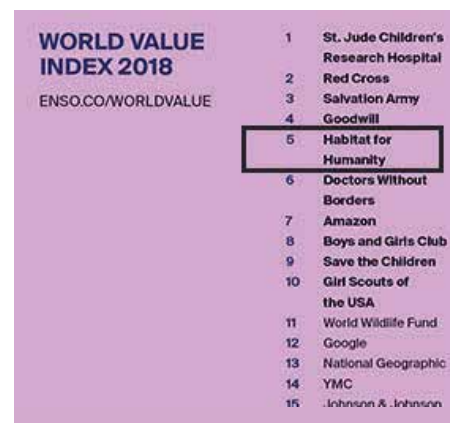 WORLD VALUE
INDEX 2018
ENSO.CO/WORLDVALUE
1 St. Jude Children's
Research Hospital
2 Red Cross
3 Salvation Army
4 Goodwill
5 Habitat for
Humanity
6 Doctors Without
Borders
7 Amazon
8 Boys and Girls Club
9 Save the Children
10 Girl Scouts of
the USA
11 World Wildlife Fund
12 Google
13 National Geographic
14 YMC
15 Johnson & Johnson